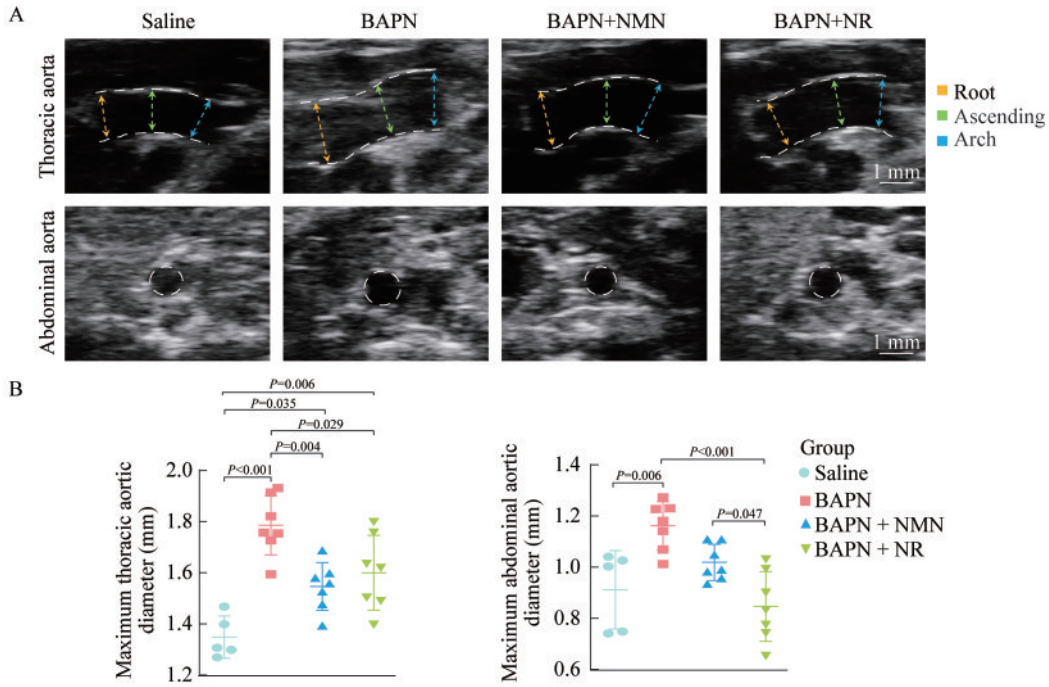 A
Saline
BAPN
BAPN+NMN
BAPN+NR
Thoracic aorta
Root
Ascending
Arch
1 mm
Abdominal aorta
1 mm
B
P=0.006
P=0.035
P=0.029
P=0.004
P<0.001
2.0
1.8
1.6
1.4
1.2
Maximum thoracic aortic
diameter (mm)
P<0.001
P=0.006
P=0.047
1.4
1.2
1.0
0.8
0.6
Maximum abdominal aortic
diameter (mm)
Group
Saline
BAPN
BAPN + NMN
BAPN + NR